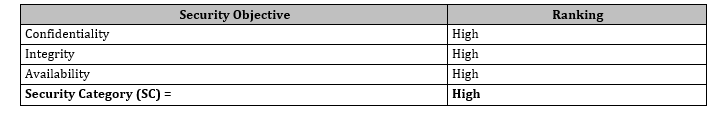 Security Objective Ranking
Confidentiality High
Integrity High
Availability High
Security Category (SC) = High